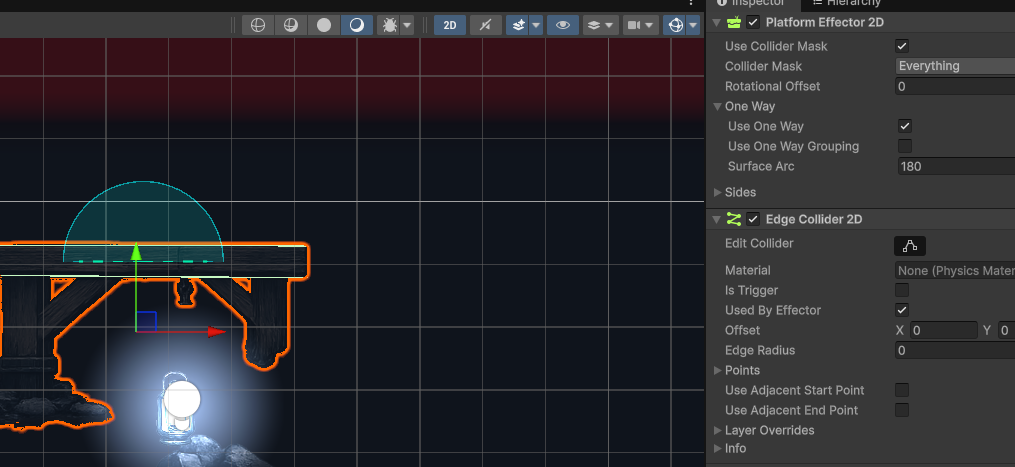 Inspector
Hierarchy
2D
Platform Effector 2D
Use Collider Mask
Collider Mask Everything
Rotational Offset 0
One Way
Use One Way
Use One Way Grouping
Surface Arc 180
Sides
Edge Collider 2D
Edit Collider
Material None (Physics Mater
Is Trigger
Used By Effector
Offset X 0 Y 0
Edge Radius 0
Points
Use Adjacent Start Point
Use Adjacent End Point
Layer Overrides
Info